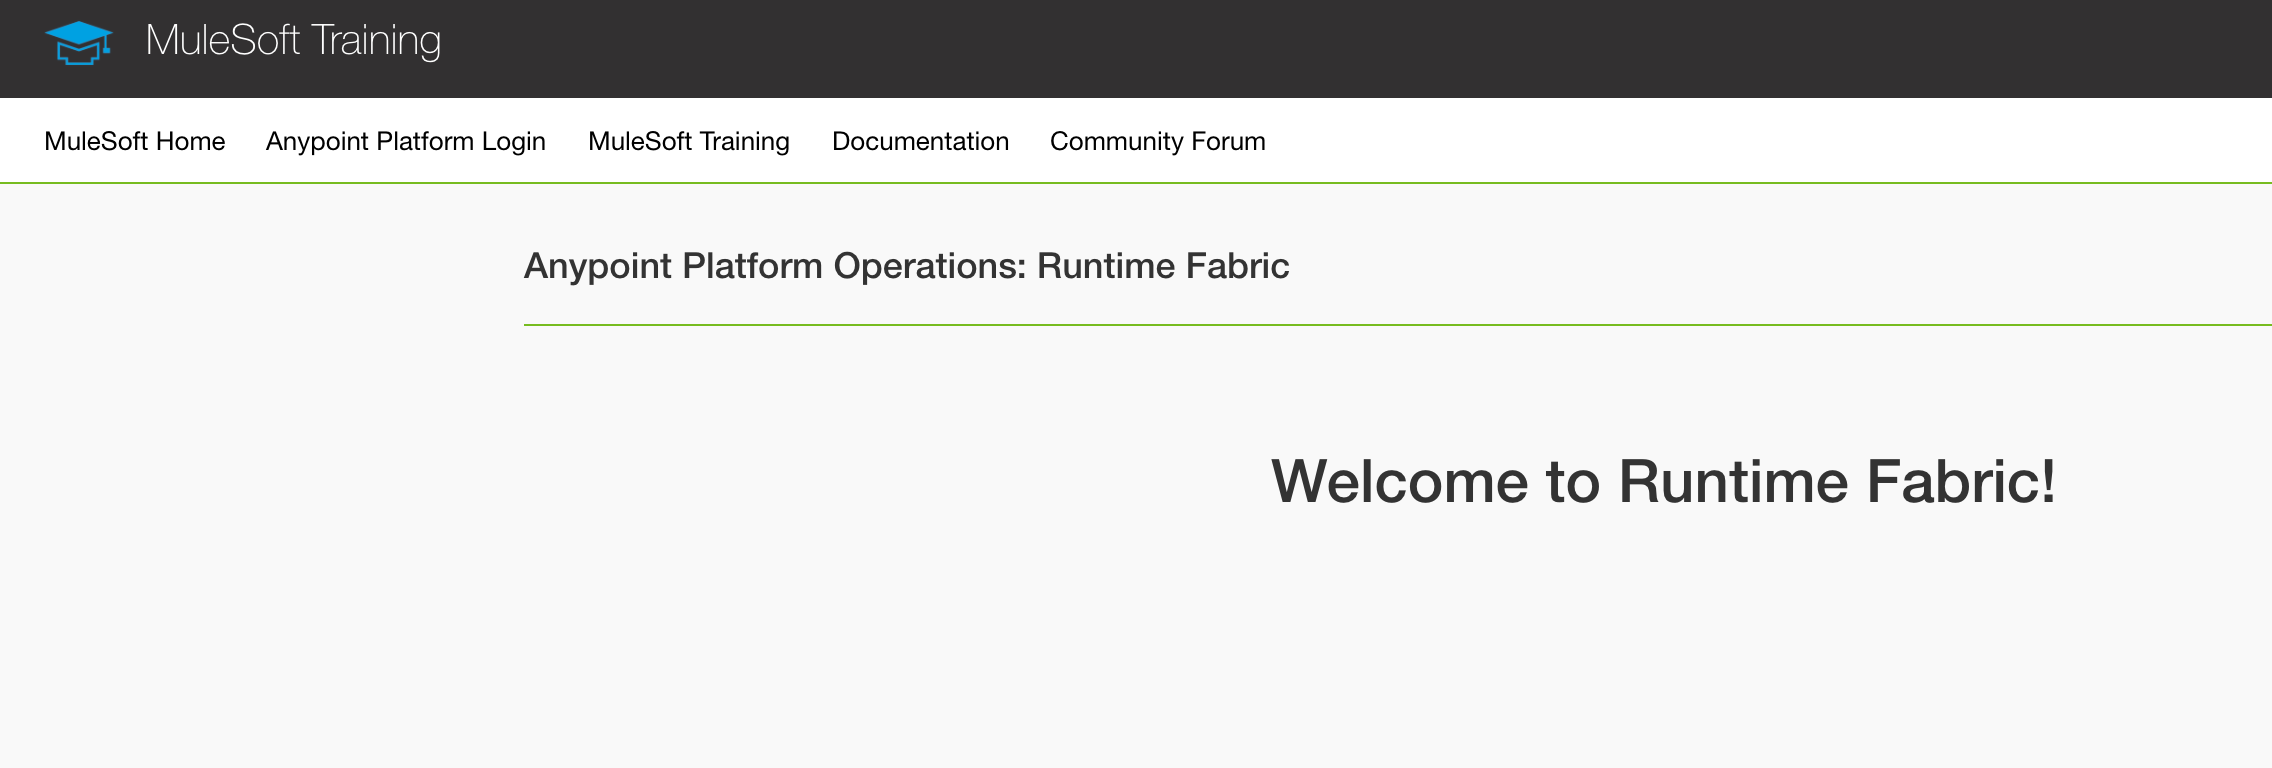 MuleSoft Training
MuleSoft Home Anypoint Platform Login MuleSoft Training Documentation Community Forum
Anypoint Platform Operations: Runtime Fabric
Welcome to Runtime Fabric!